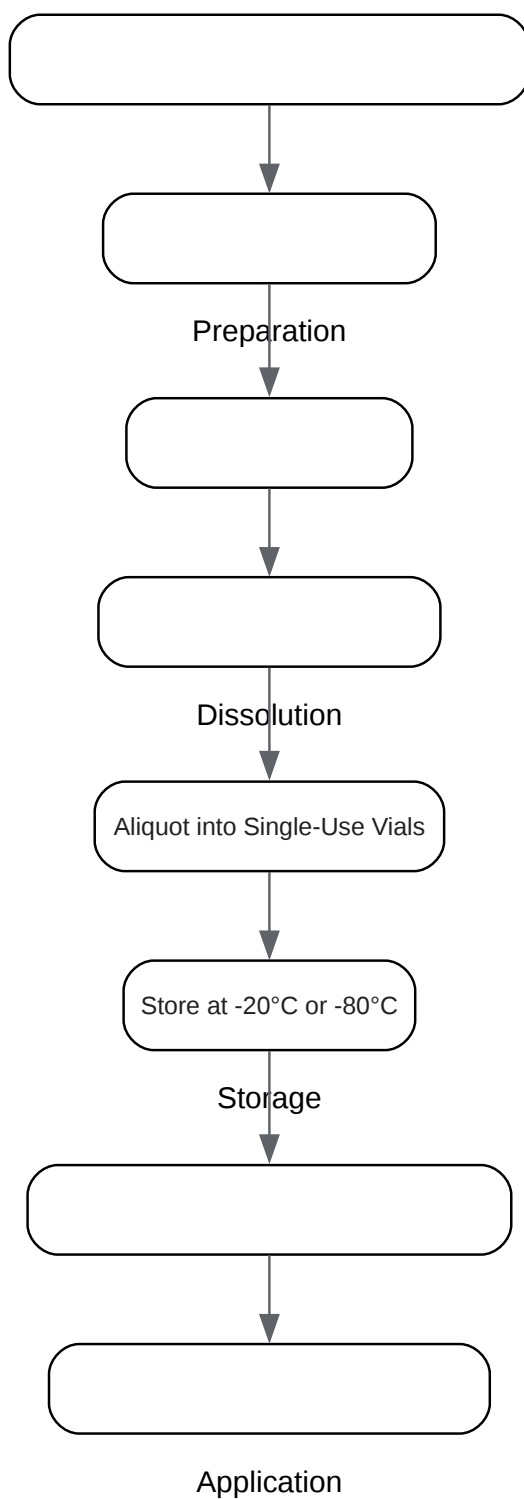 Preparation
Dissolution
Aliquot into Single-Use Vials
Store at -20°C or -80°C
Storage
Application